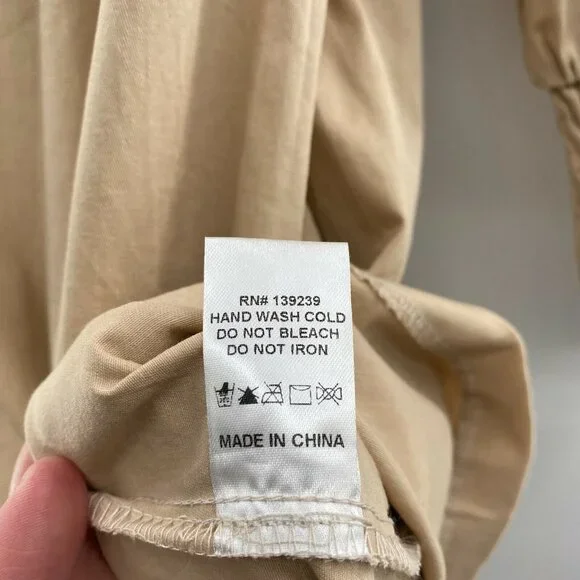 RN# 139239
HAND WASH COLD
DO NOT BLEACH
DO NOT IRON
MADE IN CHINA